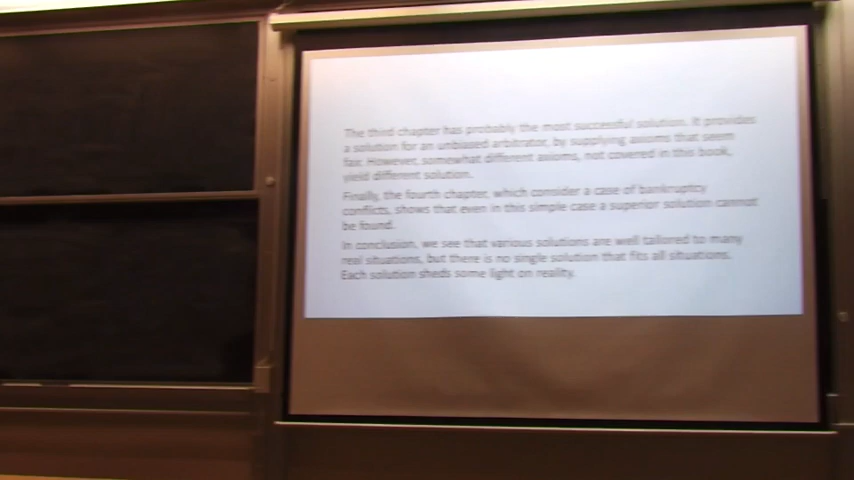 The third chapter has probably the most successful solution. It provides
a solution for an unbiased arbitrator, by supplying axioms that seem
fair. However, somewhat different axioms, not covered in this book,
yield different solution.
Finally, the fourth chapter, which consider a case of bankruptcy
conflicts, shows that even in this simple case a superior solution cannot
be found.
In conclusion, we see that various solutions are well tailored to many
real situations, but there is no single solution that fits all situations.
Each solution sheds some light on reality.